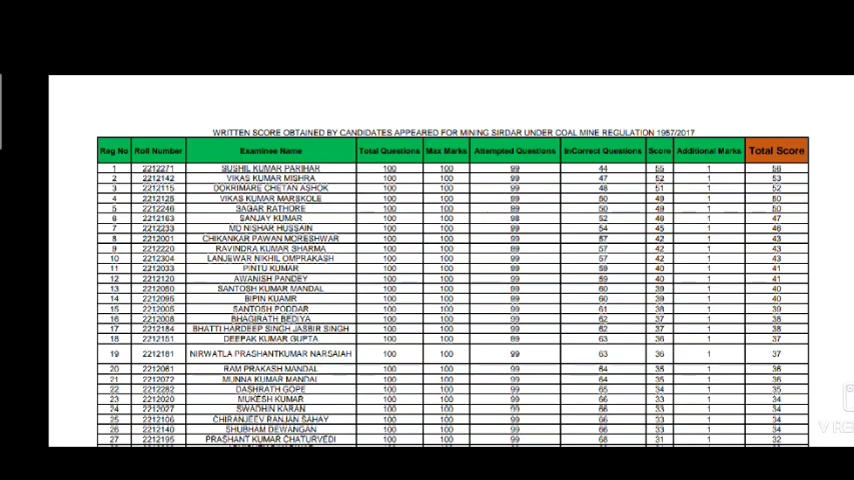 WRITTEN SCORE OBTAINED BY CANDIDATES APPEARED FOR MINING SIRDAR UNDER COAL MINE REGULATION 1957/2017
Reg No Roll Number Examinee Name Total Questions Max Marks Attempted Questions InCorrect Questions Score Additional Marks Total Score
1 2212271 SUSHIL KUMAR PARIHAR 100 100 99 44 55 1 56
2 2212142 VIKAS KUMAR MISHRA 100 100 99 47 52 1 53
3 2212115 DOKRIMARE CHETAN ASHOK 100 100 99 48 51 1 52
4 2212125 VIKAS KUMAR MARSKOLE 100 100 99 50 49 1 50
5 2212246 SAGAR RATHORE 100 100 99 50 49 1 50
6 2212163 SANJAY KUMAR 100 100 98 52 46 1 47
7 2212233 MD NISHAR HUSSAIN 100 100 99 54 45 1 46
8 2212001 CHIKANKAR PAWAN MORESHWAR 100 100 99 57 42 1 43
9 2212220 RAVINDRA KUMAR SHARMA 100 100 99 57 42 1 43
10 2212304 LANJEWAR NIKHIL OMPRAKASH 100 100 99 57 42 1 43
11 2212033 PINTU KUMAR 100 100 99 59 40 1 41
12 2212120 AWANISH PANDEY 100 100 99 59 40 1 41
13 2212050 SANTOSH KUMAR MANDAL 100 100 99 60 39 1 40
14 2212095 BIPIN KUAMR 100 100 99 60 39 1 40
15 2212005 SANTOSH PODDAR 100 100 99 61 38 1 39
16 2212008 BHAGIRATH BEDIYA 100 100 99 62 37 1 38
17 2212184 BHATTI HARDEEP SINGH JASBIR SINGH 100 100 99 62 37 1 38
18 2212151 DEEPAK KUMAR GUPTA 100 100 99 63 36 1 37
19 2212181 NIRWATLA PRASHANTKUMAR NARSAIAH 100 100 99 63 36 1 37
20 2212061 RAM PRAKASH MANDAL 100 100 99 64 35 1 36
21 2212072 MUNNA KUMAR MANDAL 100 100 99 64 35 1 36
22 2212282 DASHRATH GOPE 100 100 99 65 34 1 35
23 2212020 MUKESH KUMAR 100 100 99 66 33 1 34
24 2212027 SWADHIN KARAN 100 100 99 66 33 1 34
25 2212106 CHIRANJEEV RANJAN SAHAY 100 100 99 66 33 1 34
26 2212140 SHUBHAM DEWANGAN 100 100 99 66 33 1 34
27 2212195 PRASHANT KUMAR CHATURVEDI 100 100 99 68 31 1 32